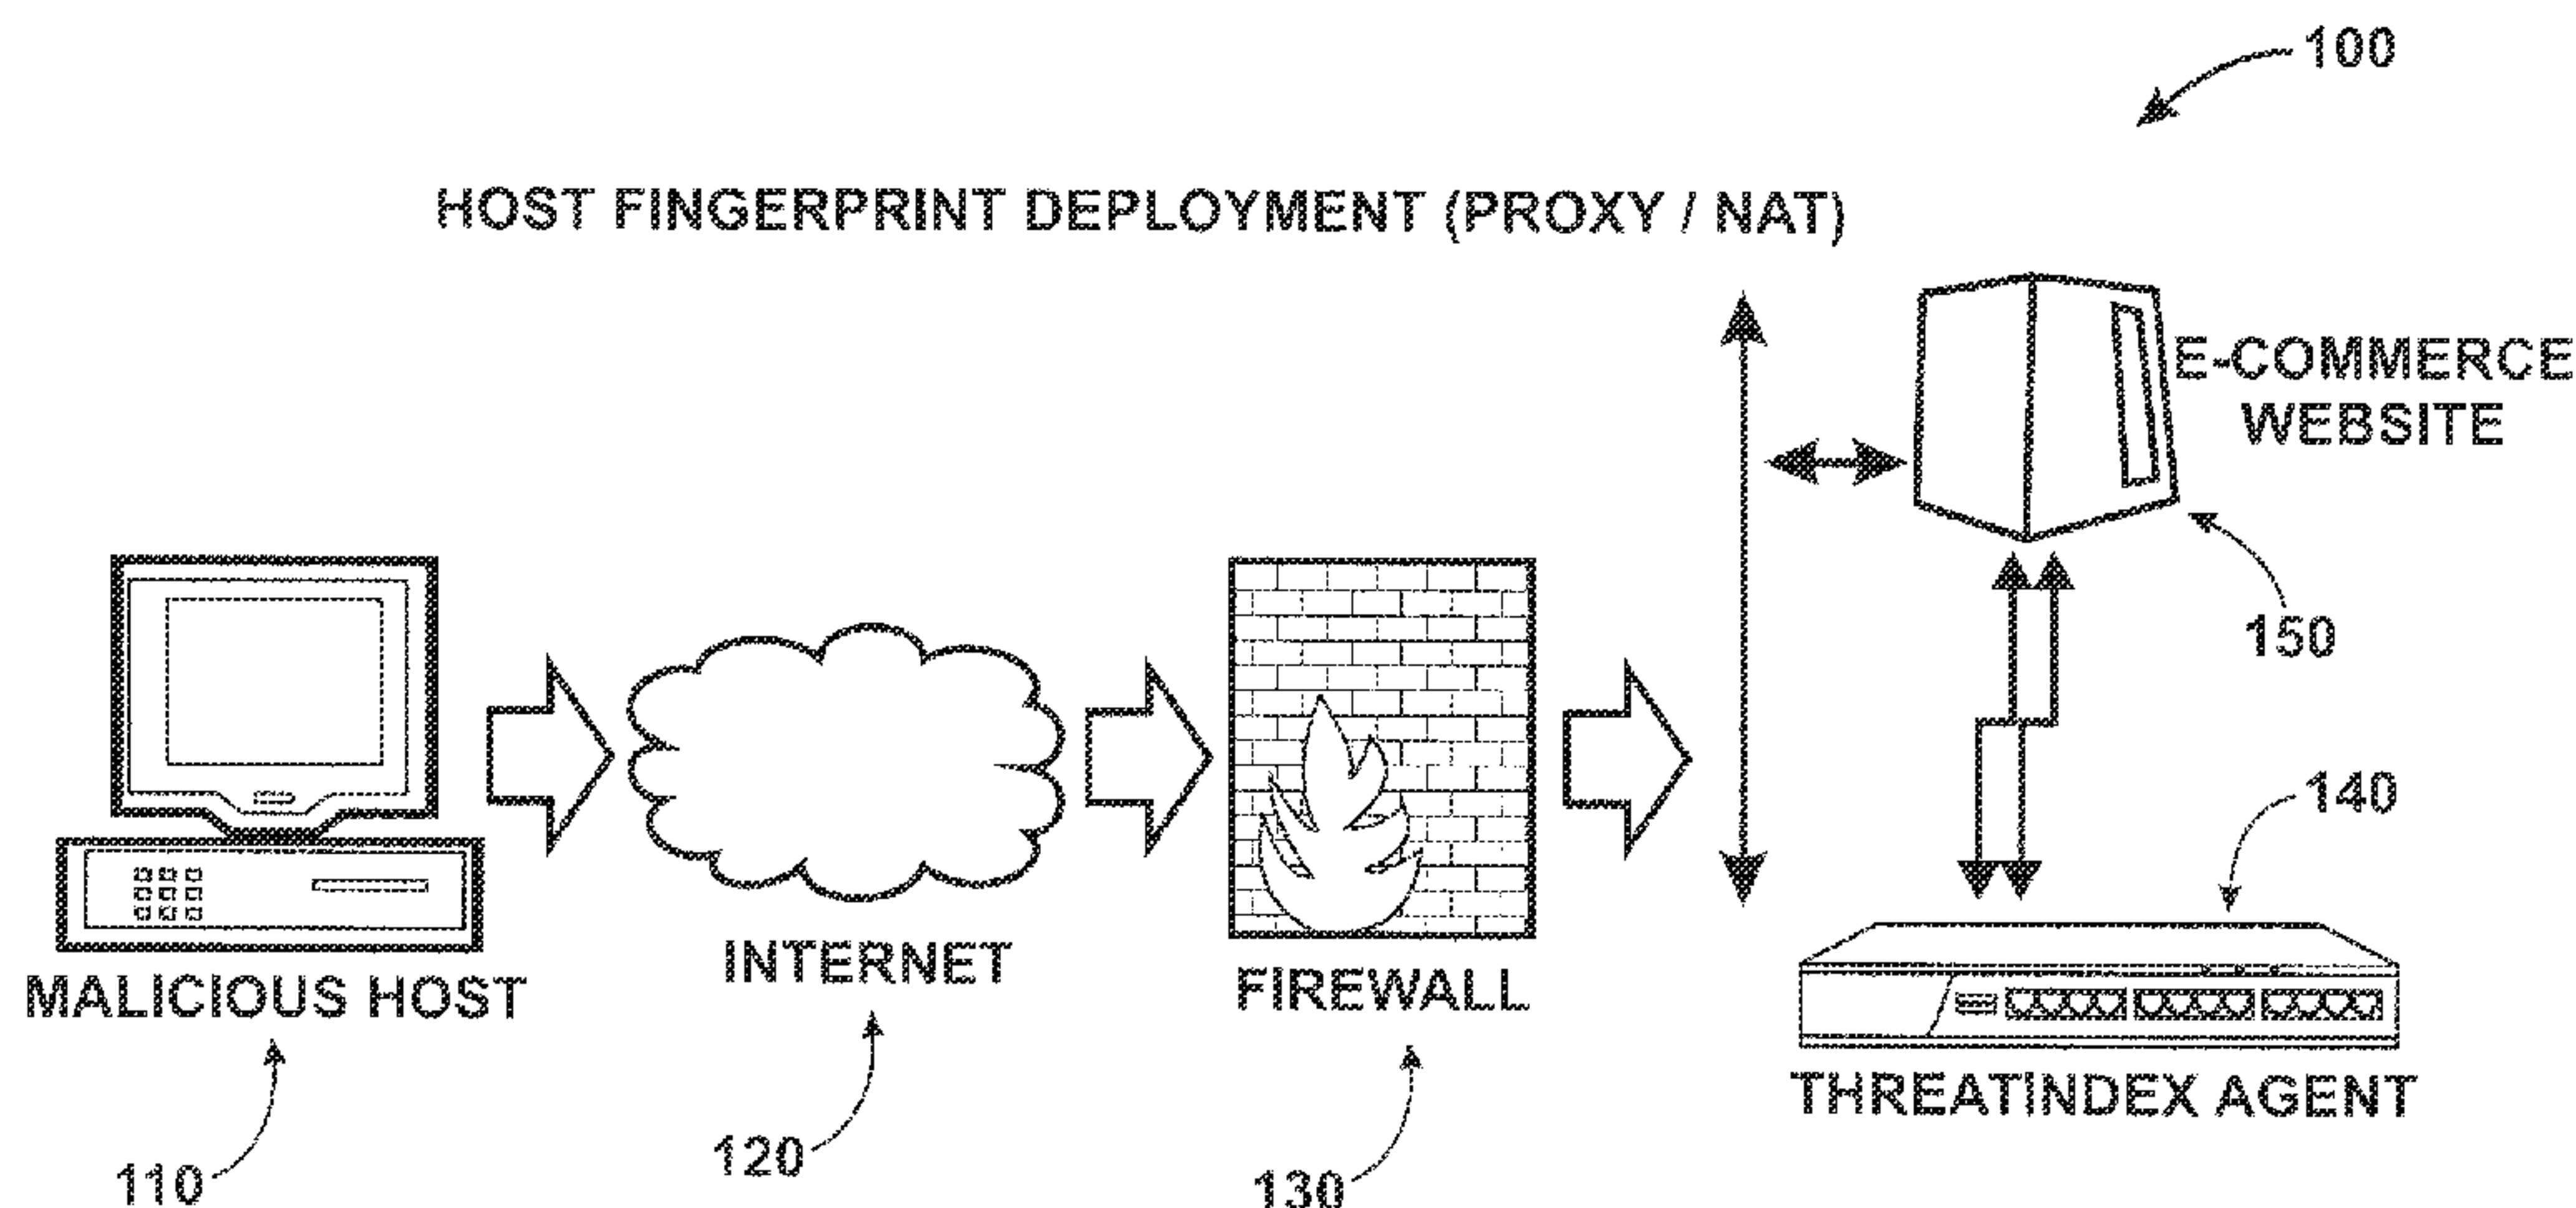 100
HOST FINGERPRINT DEPLOYMENT (PROXY / NAT)
E-COMMERCE
WEBSITE
150
140
INTERNET
FIREWALL
MALICIOUS HOST
THREATINDEX AGENT
120
110
130